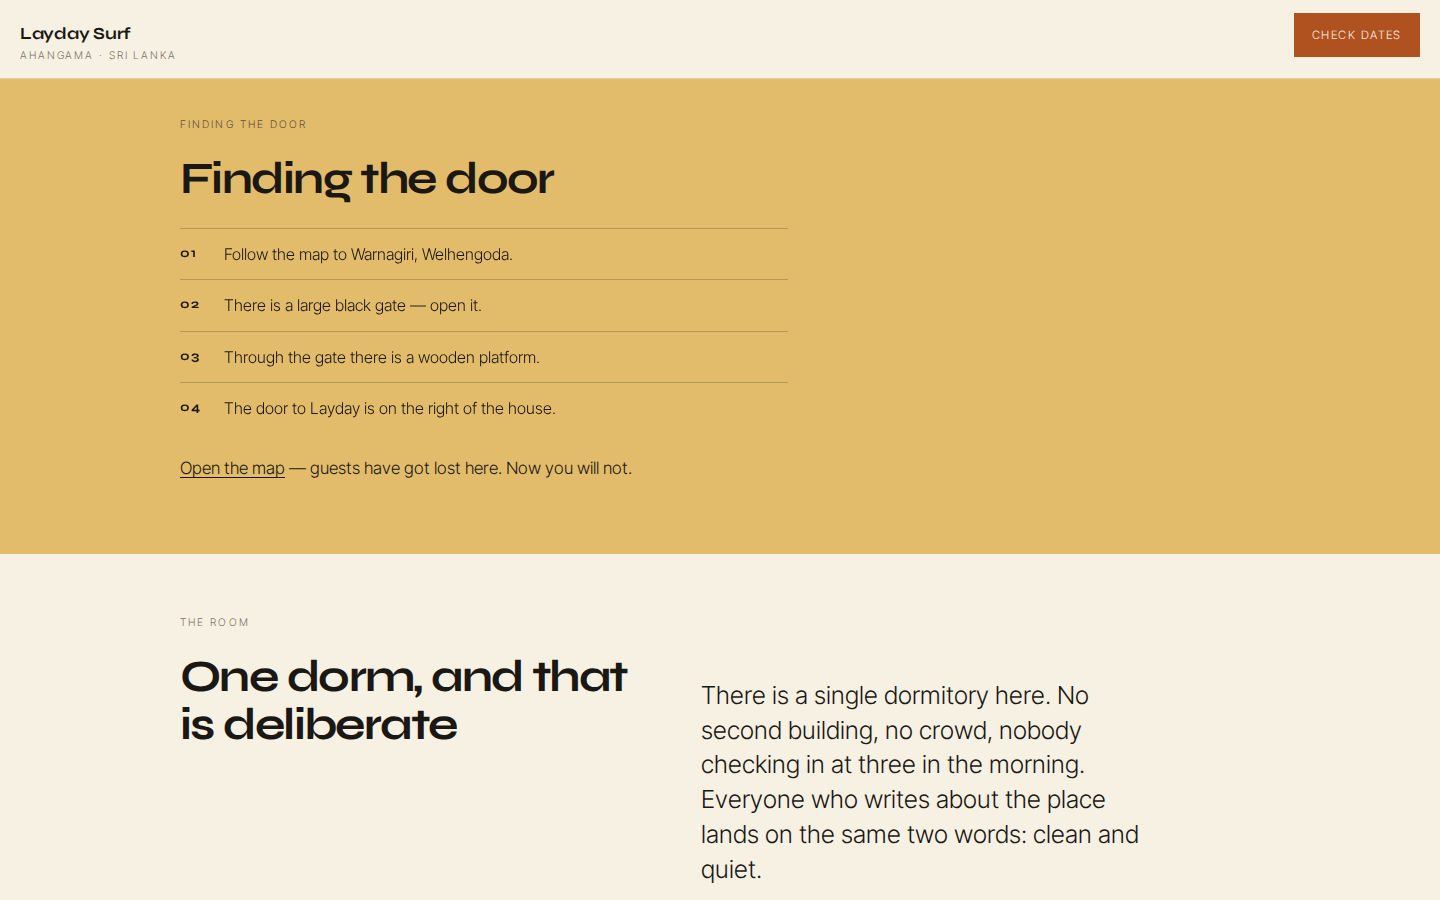 Layday Surf
AHANGAMA · SRI LANKA
CHECK DATES
FINDING THE DOOR
Finding the door
01 Follow the map to Warnagiri, Welhengoda.
02 There is a large black gate — open it.
03 Through the gate there is a wooden platform.
04 The door to Layday is on the right of the house.
Open the map — guests have got lost here. Now you will not.
THE ROOM
One dorm, and that
is deliberate
There is a single dormitory here. No
second building, no crowd, nobody
checking in at three in the morning.
Everyone who writes about the place
lands on the same two words: clean and
quiet.